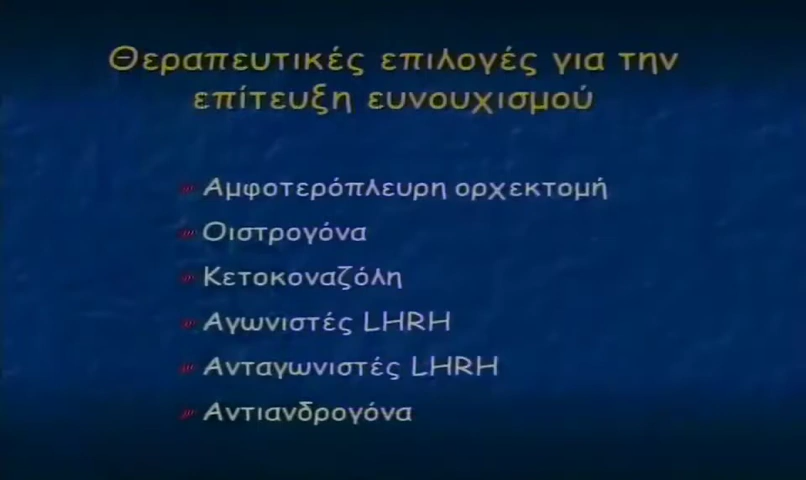 Θεραπευτικές επιλογές για την
επίτευξη ευνουχισμού
Αμφοτερόπλευρη ορχεκτομή
Οιστρογόνα
Κετοκοναζόλη
Αγωνιστές LHRH
Ανταγωνιστές LHRH
Αντιανδρογόνα